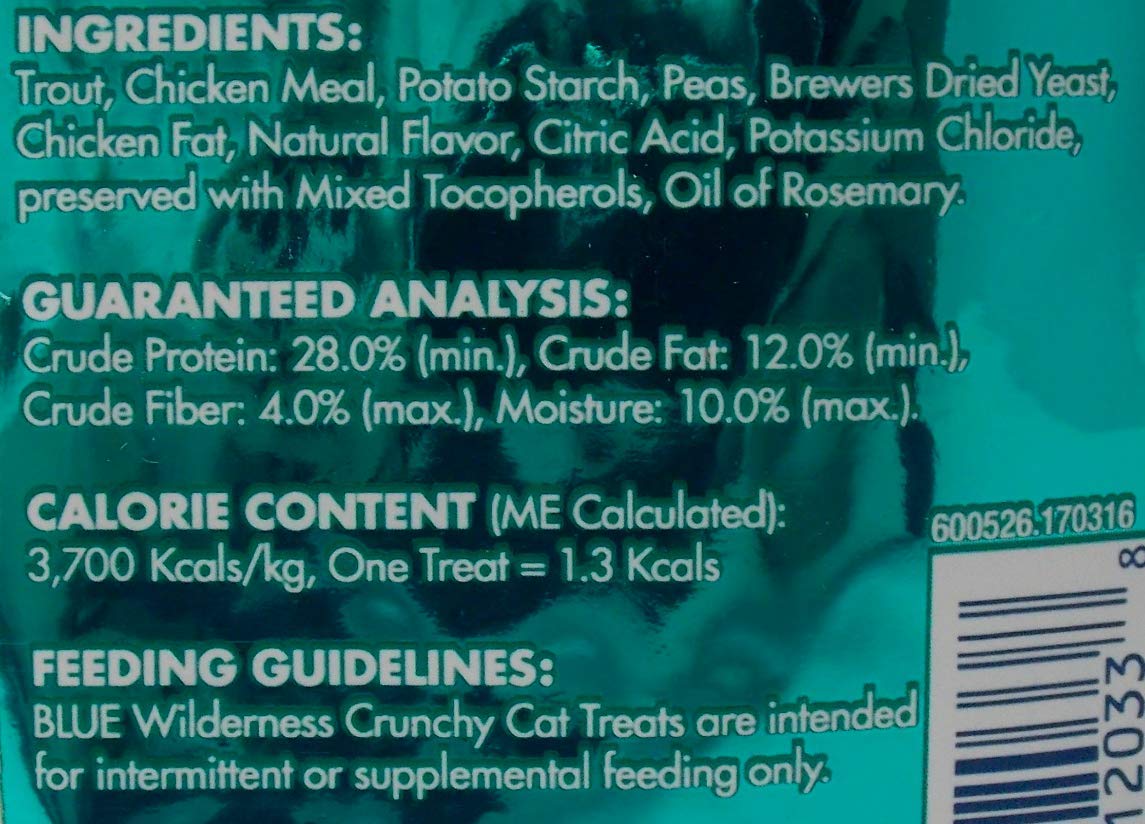 INGREDIENTS:
Trout, Chicken Meal, Potato Starch, Peas, Brewers Dried Yeast,
Chicken Fat, Natural Flavor, Citric Acid, Potassium Chloride,
preserved with Mixed Tocopherols, Oil of Rosemary.
GUARANTEED ANALYSIS:
Crude Protein: 28.0% (min.), Crude Fat: 12.0% (min.),
Crude Fiber: 4.0% (max.), Moisture: 10.0% (max.).
CALORIE CONTENT (ME Calculated):
3,700 Kcals/kg, One Treat = 1.3 Kcals
FEEDING GUIDELINES:
BLUE Wilderness Crunchy Cat Treats are intended
for intermittent or supplemental feeding only.
600526.170316
8
12033